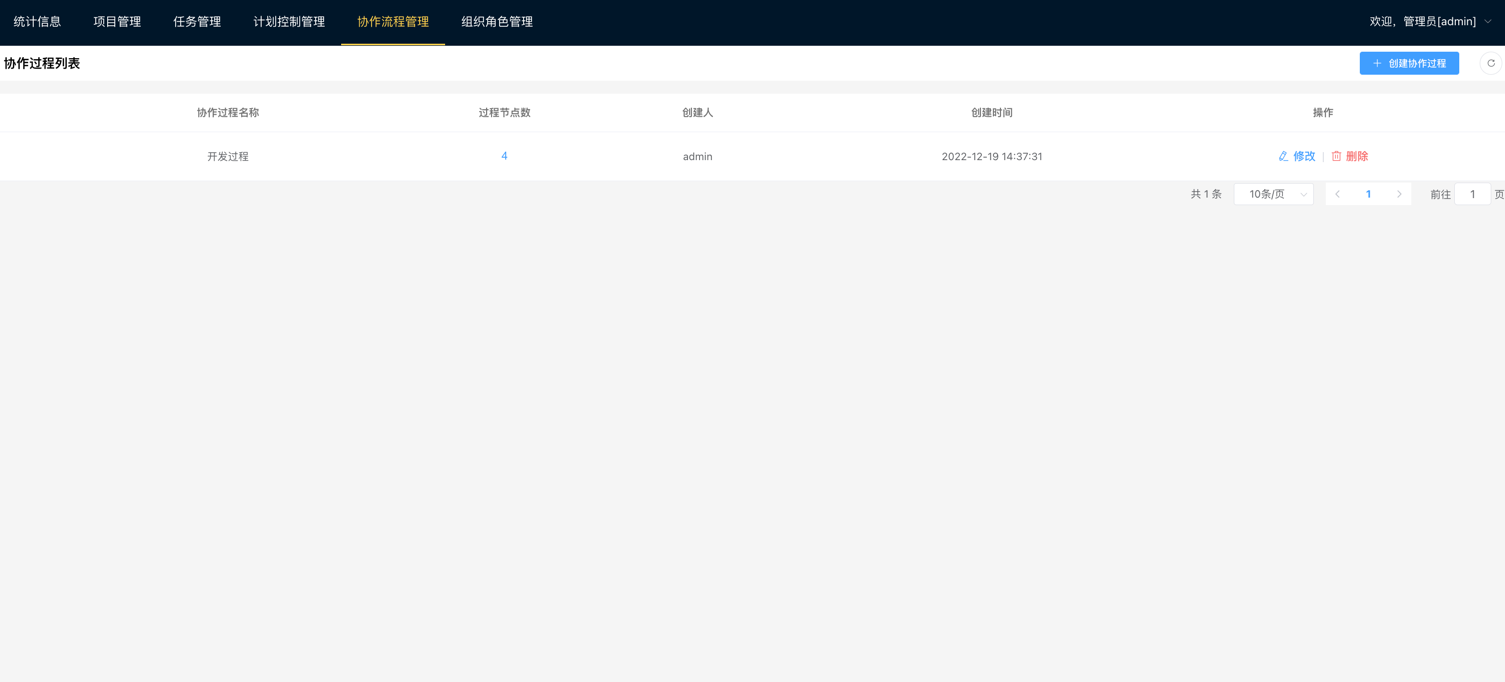 统计信息 项目管理 任务管理 计划控制管理 协作流程管理 组织角色管理 欢迎，管理员[admin]
协作过程列表 创建协作过程
协作过程名称 过程节点数 创建人 创建时间 操作
开发过程 4 admin 2022-12-19 14:37:31 修改 删除
共 1 条 10条/页 1 前往 1 页